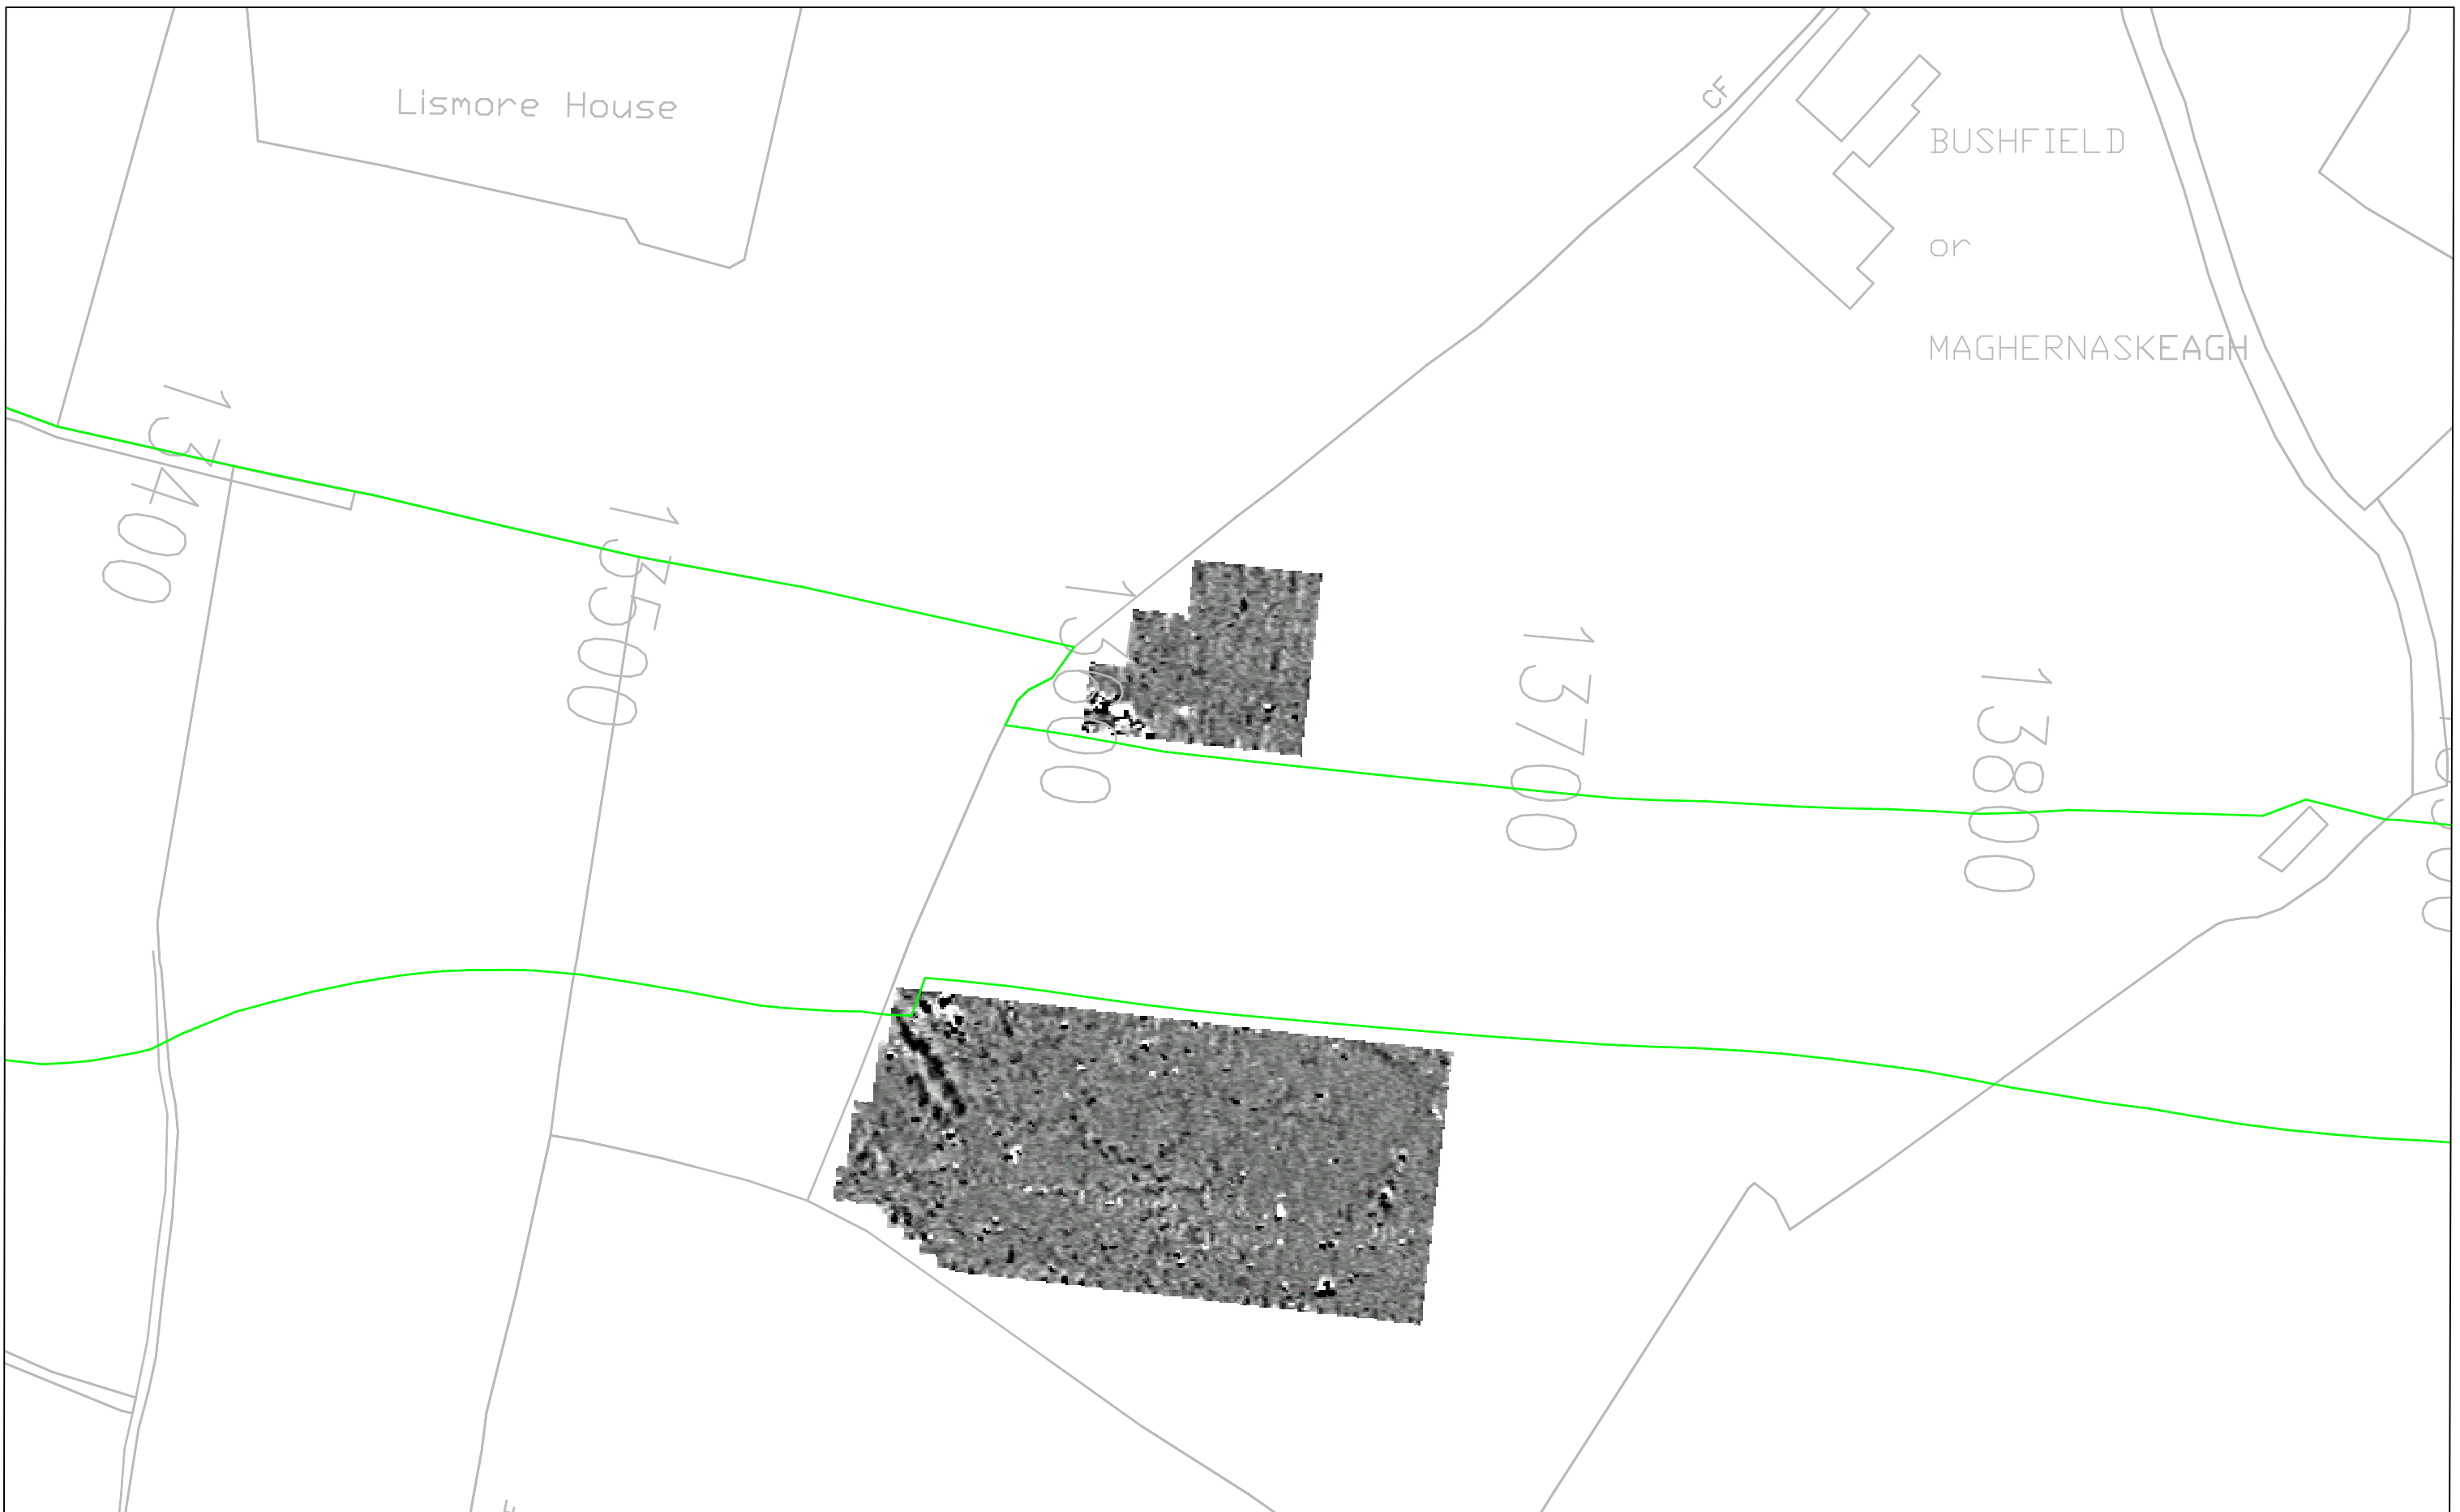 Lismore House
CF
BUSHFIELD
or
MAGHERNASKEAGH
13400
13500
13600
13700
13800